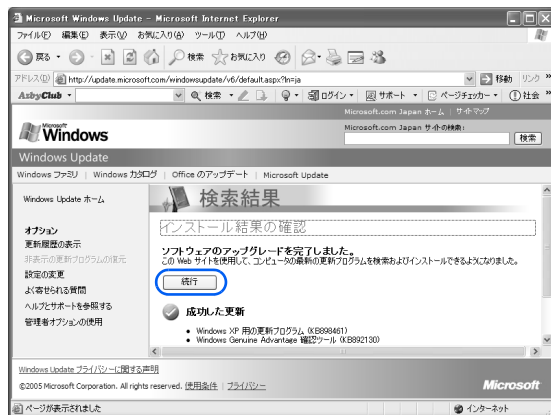 Microsoft Windows Update - Microsoft Internet Explorer
ファイル(F) 編集(E) 表示(V) お気に入り(A) ツール(T) ヘルプ(H)
戻る 検索 お気に入り
アドレス(D) http://update.microsoft.com/windowsupdate/v6/default.aspx?ln=ja 移動 リンク »
AzbyClub 検索 ログイン サポート ページチェッカー 社会 »
Microsoft.com Japan ホーム | サイトマップ
Microsoft Windows
Microsoft.com Japan サイトの検索:
検索
Windows Update
Windows ファミリ | Windows カタログ | Office のアップデート | Microsoft Update
Windows Update ホーム
オプション
更新履歴の表示
非表示の更新プログラムの復元
設定の変更
よく寄せられる質問
ヘルプとサポートを参照する
管理者オプションの使用
検索結果
インストール結果の確認
ソフトウェアのアップグレードを完了しました。
この Web サイトを使用して、コンピュータの最新の更新プログラムを検索およびインストールできるようになりました。
続行
成功した更新
• Windows XP 用の更新プログラム (KB898461)
• Windows Genuine Advantage 確認ツール (KB892130)
Windows Update プライバシーに関する声明
©2005 Microsoft Corporation. All rights reserved. 使用条件 | プライバシー
Microsoft
ページが表示されました
インターネット